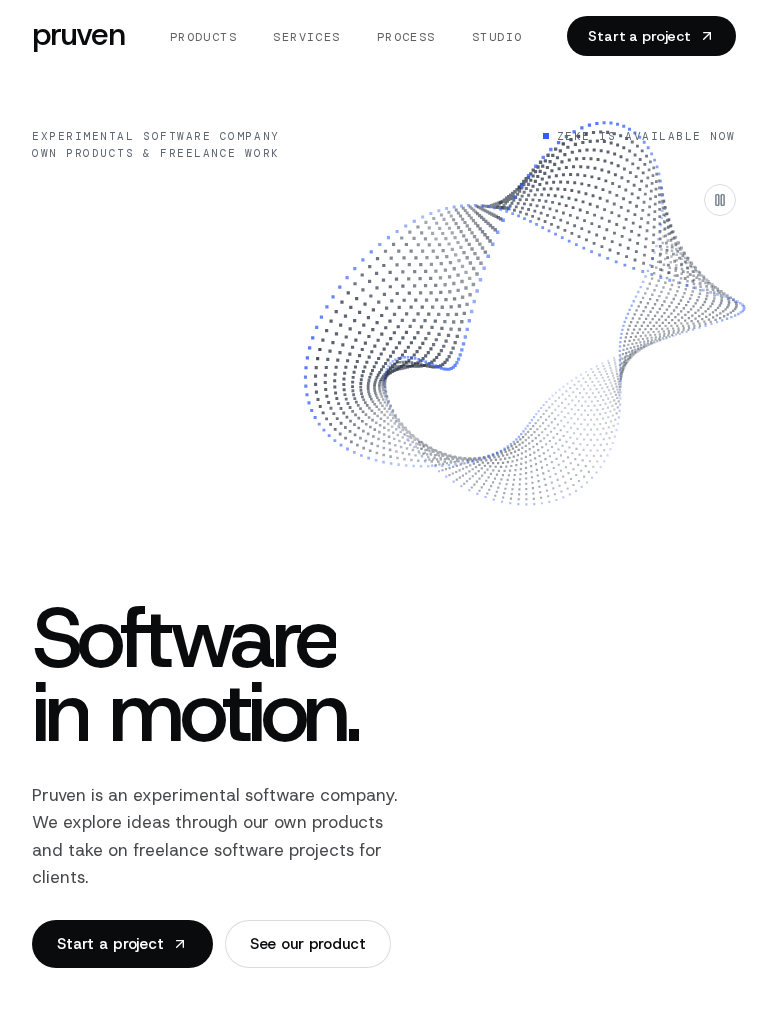 pruven
PRODUCTS
SERVICES
PROCESS
STUDIO
Start a project
EXPERIMENTAL SOFTWARE COMPANY
OWN PRODUCTS & FREELANCE WORK
ZEKE IS AVAILABLE NOW
Software
in motion.
Pruven is an experimental software company.
We explore ideas through our own products
and take on freelance software projects for
clients.
Start a project
See our product